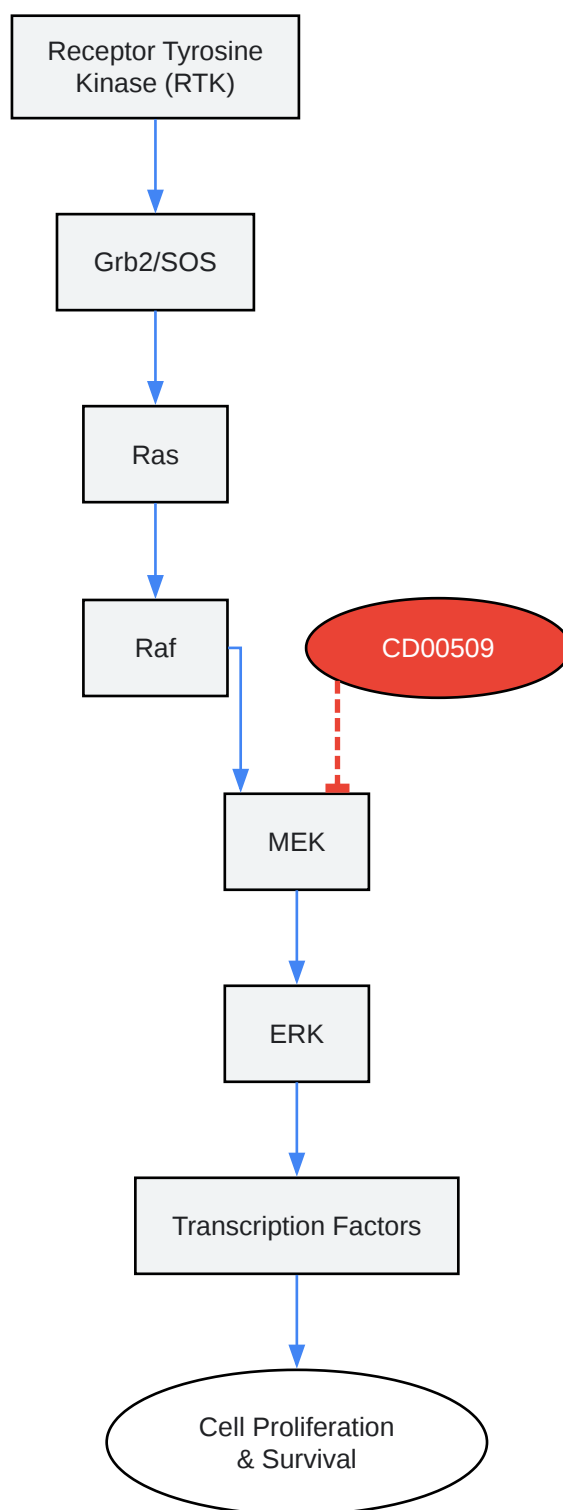 Receptor Tyrosine
Kinase (RTK)
Grb2/SOS
Ras
Raf
CD00509
MEK
ERK
Transcription Factors
Cell Proliferation
& Survival